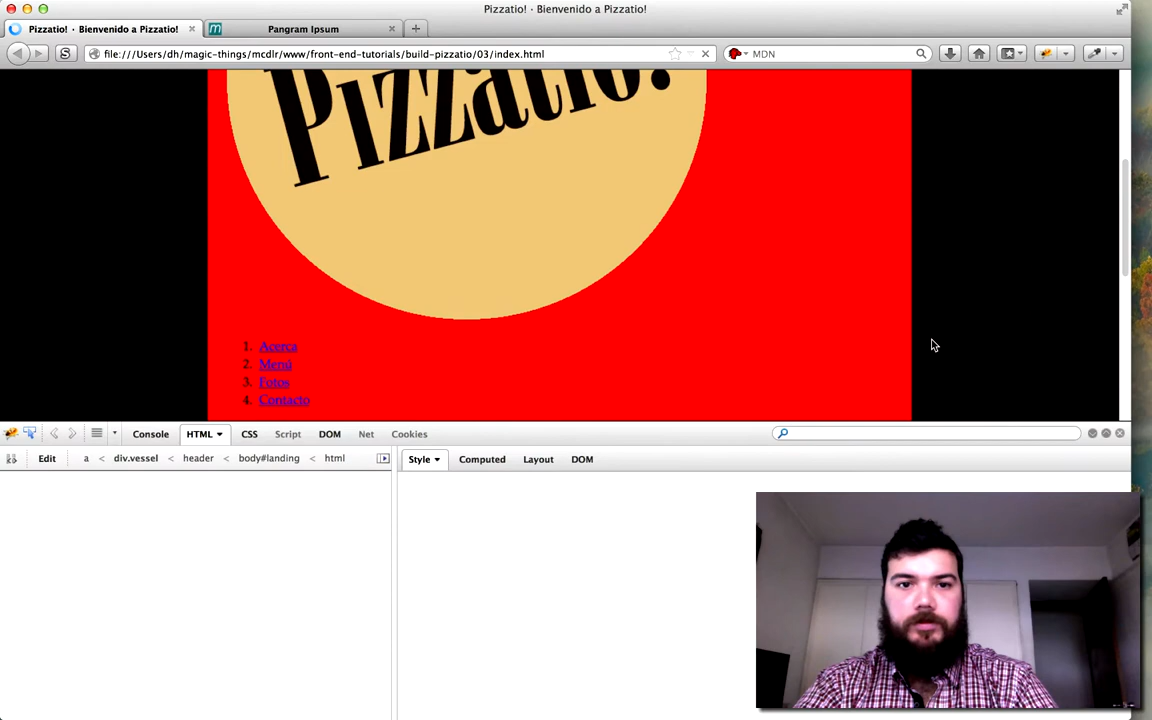 Pizzatio! · Bienvenido a Pizzatio!
Pizzatio! · Bienvenido a Pizzatio!
Pangram Ipsum
file:///Users/dh/magic-things/mcdlr/www/front-end-tutorials/build-pizzatio/03/index.html
MDN
Pizzatio!
1. Acerca
2. Menú
3. Fotos
4. Contacto
Console HTML CSS Script DOM Net Cookies
Edit a < div.vessel < header < body#landing < html
Style Computed Layout DOM